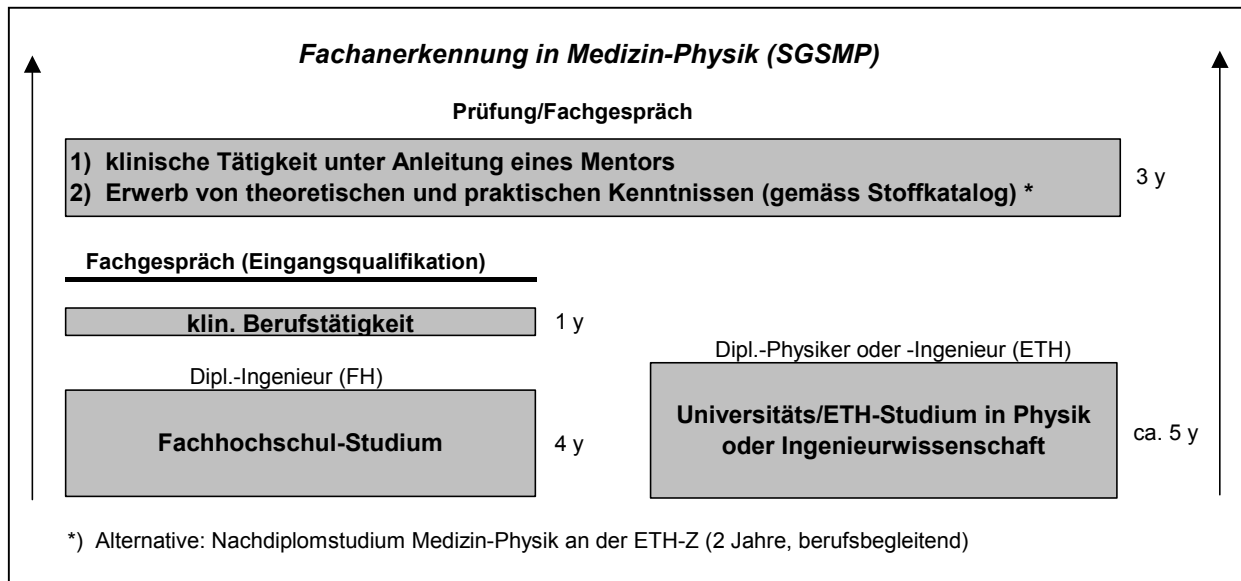 Fachanerkennung in Medizin-Physik (SGSMP)
Prüfung/Fachgespräch
1) klinische Tätigkeit unter Anleitung eines Mentors
2) Erwerb von theoretischen und praktischen Kenntnissen (gemäss Stoffkatalog) *
3 y
Fachgespräch (Eingangsqualifikation)
klin. Berufstätigkeit
1 y
Dipl.-Ingenieur (FH)
Fachhochschul-Studium
4 y
Dipl.-Physiker oder -Ingenieur (ETH)
Universitäts/ETH-Studium in Physik
oder Ingenieurwissenschaft
ca. 5 y
*) Alternative: Nachdiplomstudium Medizin-Physik an der ETH-Z (2 Jahre, berufsbegleitend)